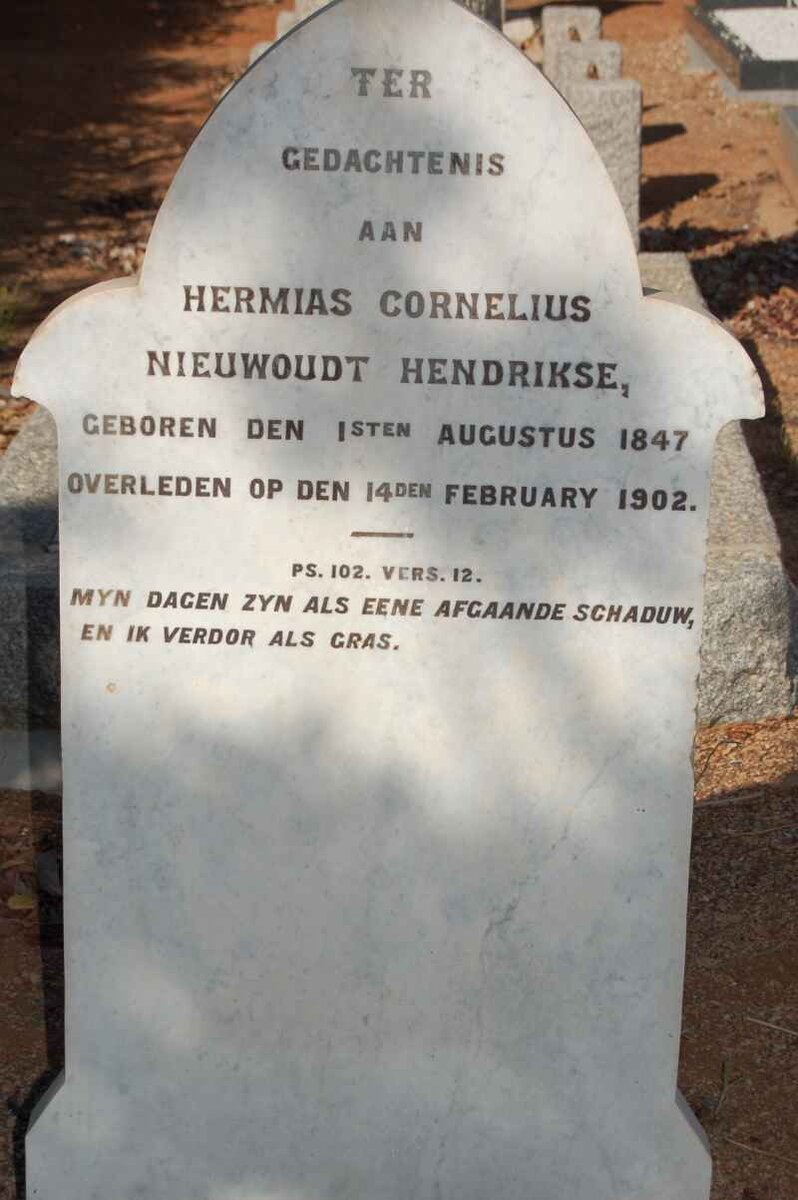 TER
GEDACHTENIS
AAN
HERMIAS CORNELIUS
NIEUWOUDT HENDRIKSE,
GEBOREN DEN 1STEN AUGUSTUS 1847
OVERLEDEN OP DEN 14DEN FEBRUARY 1902.
PS. 102. VERS. 12.
MYN DAGEN ZYN ALS EENE AFGAANDE SCHADUW,
EN IK VERDOR ALS GRAS.